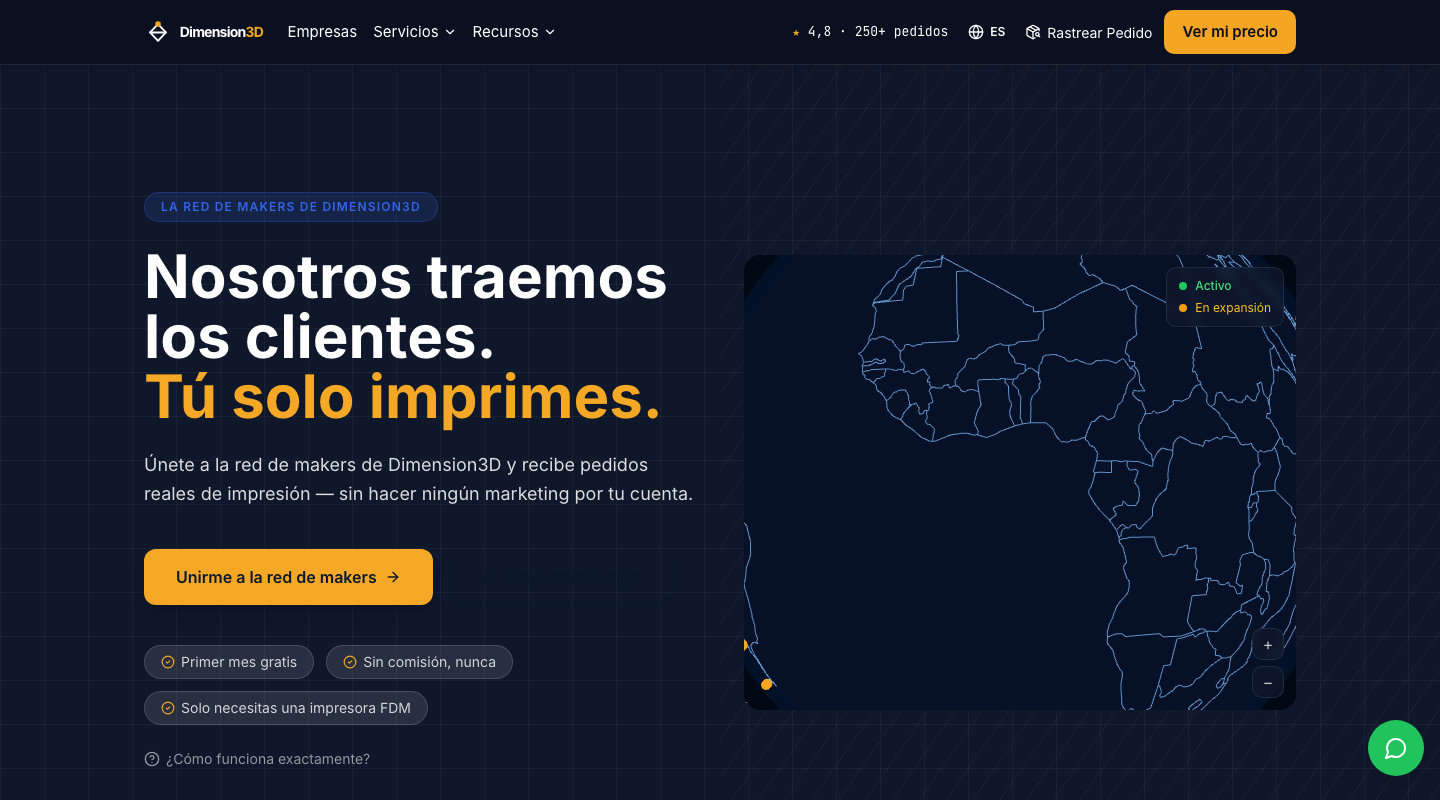 Dimension3D
Empresas
Servicios
Recursos
★ 4,8 · 250+ pedidos
ES
Rastrear Pedido
Ver mi precio
LA RED DE MAKERS DE DIMENSION3D
Nosotros traemos
los clientes.
Tú solo imprimes.
Únete a la red de makers de Dimension3D y recibe pedidos
reales de impresión — sin hacer ningún marketing por tu cuenta.
Unirme a la red de makers →
Primer mes gratis
Sin comisión, nunca
Solo necesitas una impresora FDM
¿Cómo funciona exactamente?
Activo
En expansión
+
−